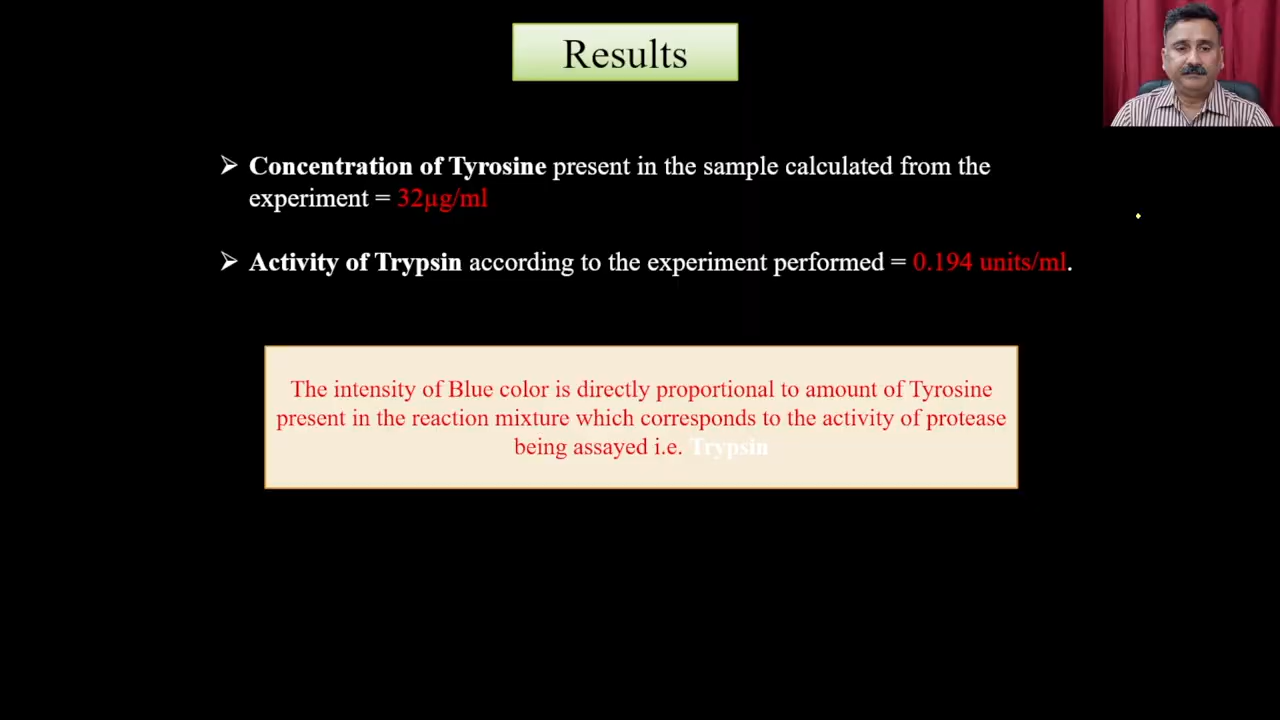 Results
➢ Concentration of Tyrosine present in the sample calculated from the
experiment = 32µg/ml
➢ Activity of Trypsin according to the experiment performed = 0.194 units/ml.
The intensity of Blue color is directly proportional to amount of Tyrosine
present in the reaction mixture which corresponds to the activity of protease
being assayed i.e. Trypsin